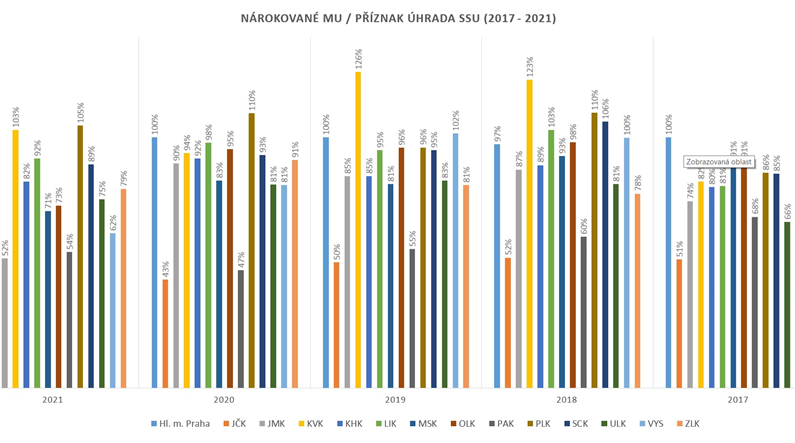 NÁROKOVANÉ MU / PŘÍZNAK ÚHRADA SSU (2017 - 2021)
52% 103% 82% 92% 71% 73% 54% 105% 89% 75% 62% 79%
100% 43% 90% 94% 92% 98% 83% 95% 47% 110% 93% 81% 81% 91%
100% 50% 85% 126% 85% 95% 81% 96% 55% 96% 95% 83% 102% 81%
97% 52% 87% 123% 89% 103% 93% 98% 60% 110% 106% 81% 100% 78%
100% 51% 74% 80% 81% 91% 91% 68% 86% 85% 66%
Zobrazovaná oblast
2021 2020 2019 2018 2017
Hl. m. Praha JČK JMK KVK KHK LIK MSK OLK PAK PLK SCK ULK VYS ZLK